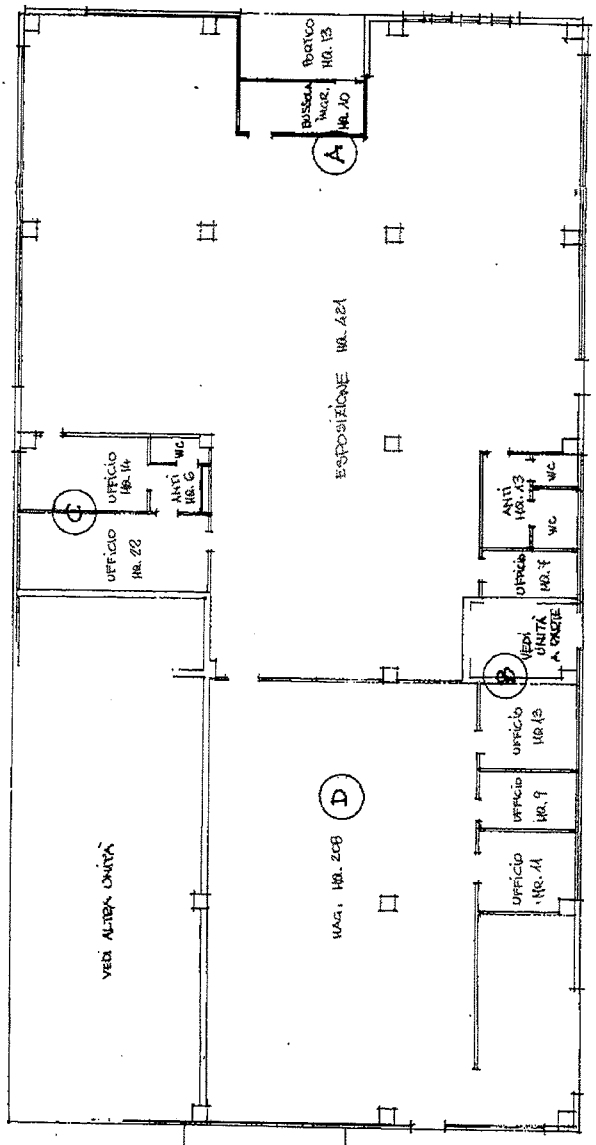 VEDI ALTRA UNITÀ
UFFICIO
MQ. 22
C
UFFICIO
MQ. 14
ANTI
MQ. 6
WC
BUSSOLA
INGR.
MQ. 10
PORTICO
MQ. 13
A
MAG. MQ. 208
D
ESPOSIZIONE MQ. 421
UFFICIO
MQ. 11
UFFICIO
MQ. 9
UFFICIO
MQ 13
B
VEDI
UNITÀ
A PARTE
UFFICIO
MQ. 7
ANTI
MQ. 13
WC
WC